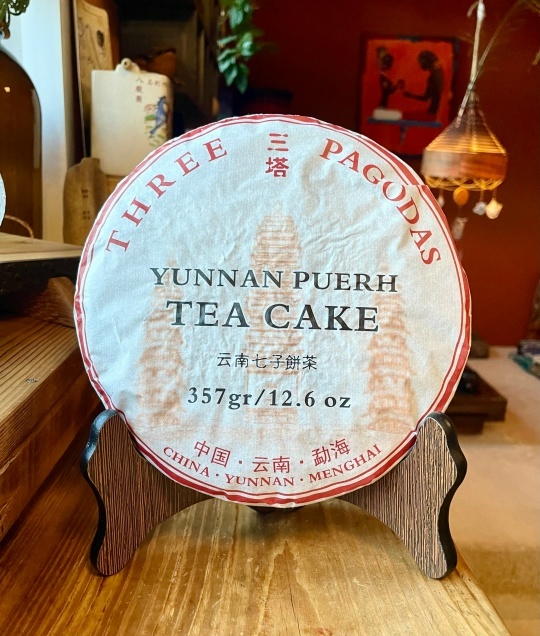 THREE 三塔 PAGODAS
YUNNAN PUERH
TEA CAKE
云南七子餅茶
357gr/12.6 oz
中国 · 云南 · 勐海
CHINA · YUNNAN · MENGHAI